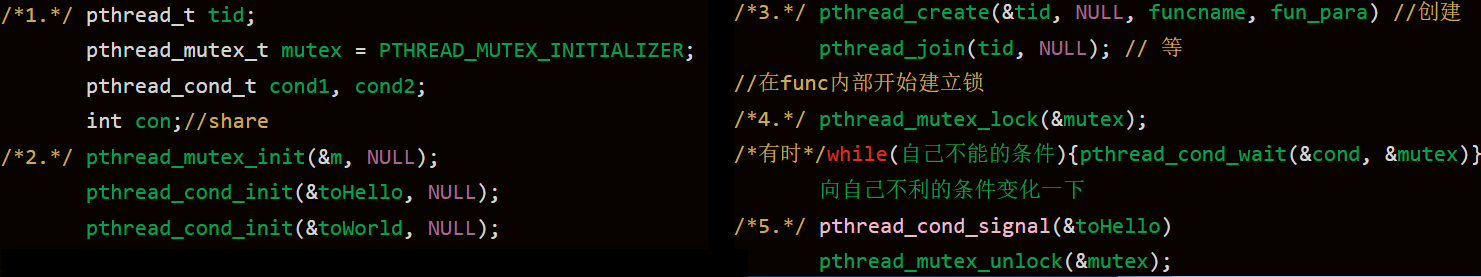 /*1.*/ pthread_t tid;
pthread_mutex_t mutex = PTHREAD_MUTEX_INITIALIZER;
pthread_cond_t cond1, cond2;
int con;//share
/*2.*/ pthread_mutex_init(&m, NULL);
pthread_cond_init(&toHello, NULL);
pthread_cond_init(&toWorld, NULL);
/*3.*/ pthread_create(&tid, NULL, funcname, fun_para) //创建
pthread_join(tid, NULL); // 等
//在func内部开始建立锁
/*4.*/ pthread_mutex_lock(&mutex);
/*有时*/while(自己不能的条件){pthread_cond_wait(&cond, &mutex)}
向自己不利的条件变化一下
/*5.*/ pthread_cond_signal(&toHello)
pthread_mutex_unlock(&mutex);